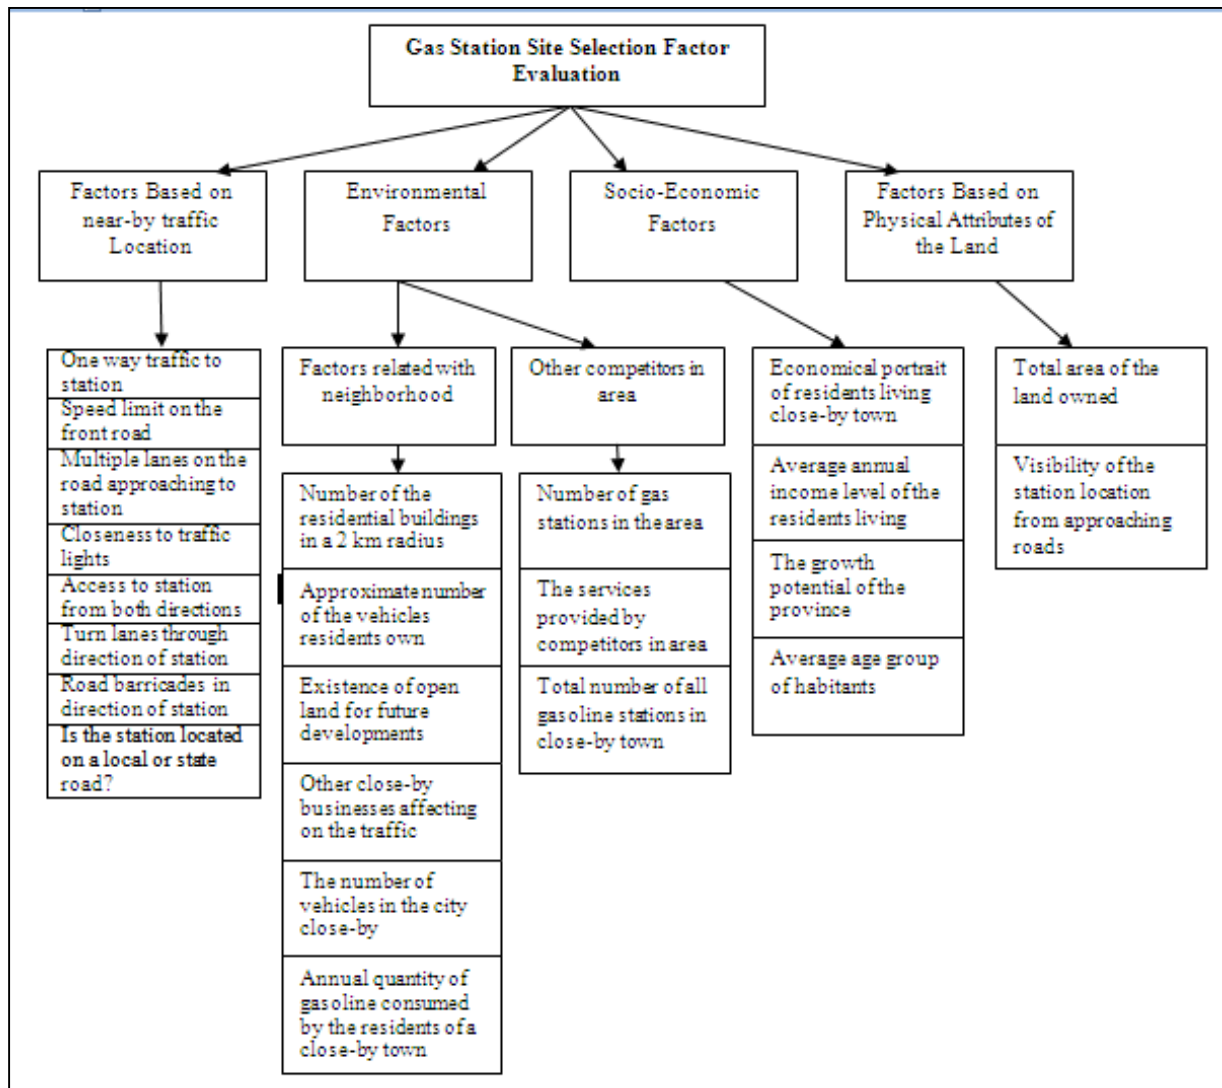 Gas Station Site Selection Factor
Evaluation
Factors Based on
near-by traffic
Location
Environmental
Factors
Socio-Economic
Factors
Factors Based on
Physical Attributes of
the Land
One way traffic to
station
Speed limit on the
front road
Multiple lanes on the
road approaching to
station
Closeness to traffic
lights
Access to station
from both directions
Turn lanes through
direction of station
Road barricades in
direction of station
Is the station located
on a local or state
road?
Factors related with
neighborhood
Number of the
residential buildings
in a 2 km radius
Approximate number
of the vehicles
residents own
Existence of open
land for future
developments
Other close-by
businesses affecting
on the traffic
The number of
vehicles in the city
close-by
Annual quantity of
gasoline consumed
by the residents of a
close-by town
Other competitors in
area
Number of gas
stations in the area
The services
provided by
competitors in area
Total number of all
gasoline stations in
close-by town
Economical portrait
of residents living
close-by town
Average annual
income level of the
residents living
The growth
potential of the
province
Average age group
of habitants
Total area of the
land owned
Visibility of the
station location
from approaching
roads